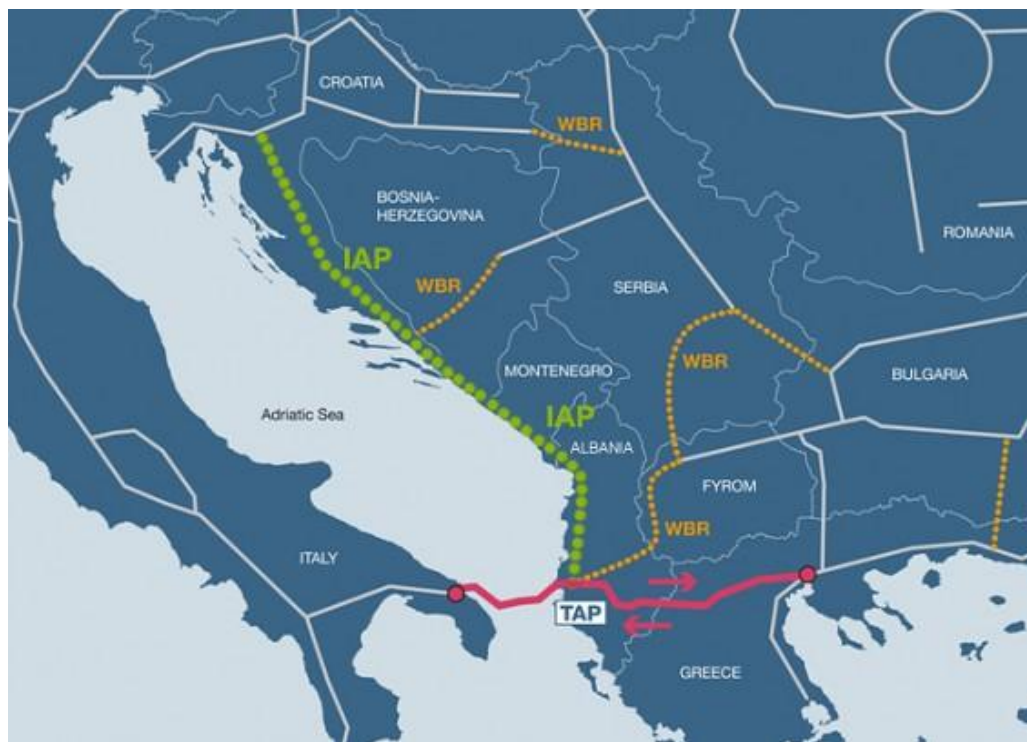 CROATIA
WBR
BOSNIA-
HERZEGOVINA
ROMANIA
IAP
WBR
SERBIA
WBR
MONTENEGRO
BULGARIA
Adriatic Sea
IAP
ALBANIA
FYROM
WBR
ITALY
TAP
GREECE